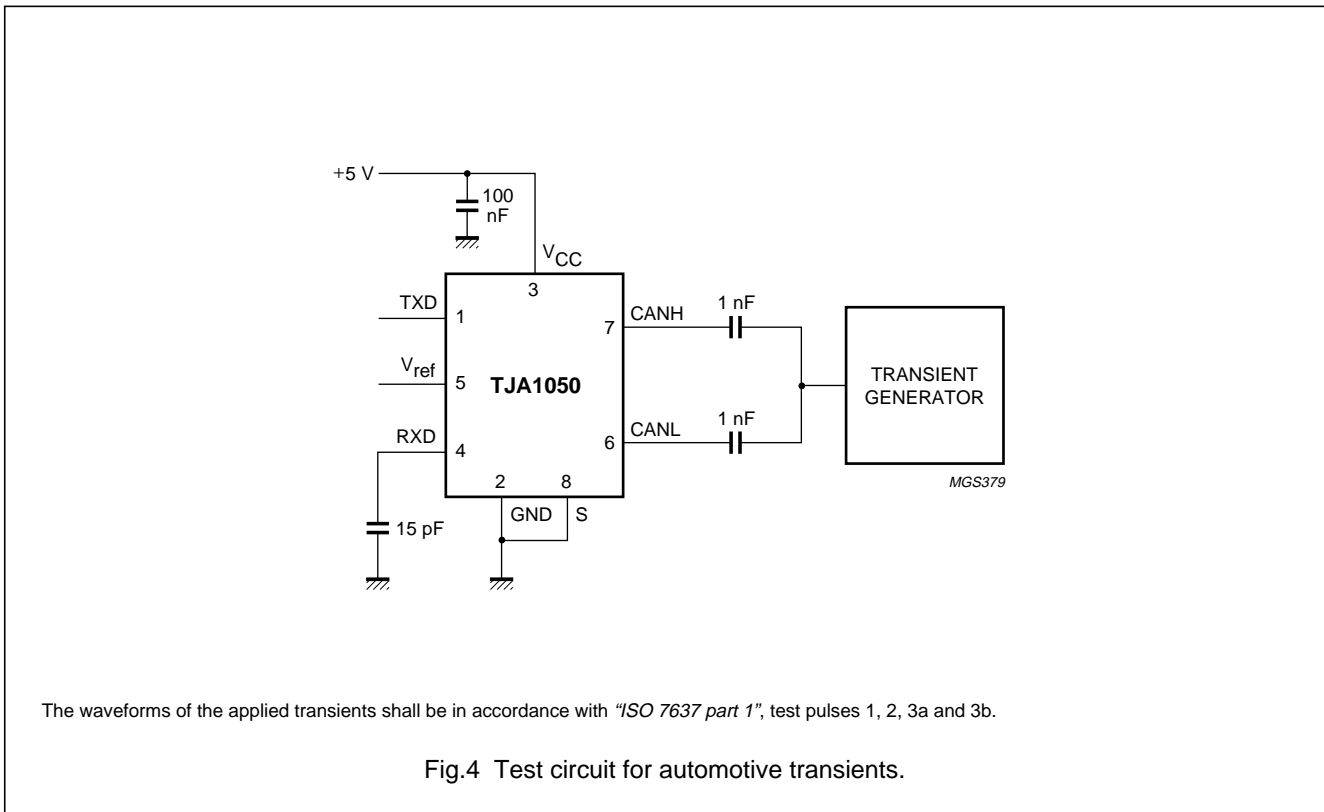 +5 V
100
nF
VCC
3
TXD
1
Vref
5
RXD
4
TJA1050
7
CANH
1 nF
6
CANL
1 nF
TRANSIENT
GENERATOR
MGS379
2
8
GND
S
15 pF
The waveforms of the applied transients shall be in accordance with “ISO 7637 part 1”, test pulses 1, 2, 3a and 3b.
Fig.4 Test circuit for automotive transients.